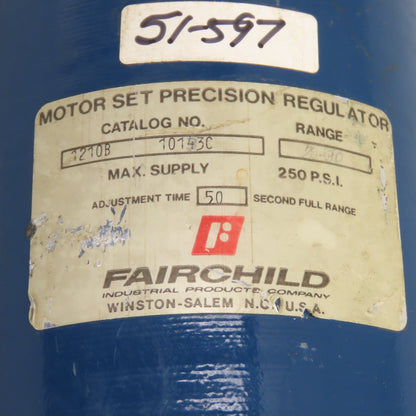 51-597
MOTOR SET PRECISION REGULATOR
CATALOG NO. RANGE
1210B 10143C
MAX. SUPPLY 250 P.S.I.
ADJUSTMENT TIME 50 SECOND FULL RANGE
FAIRCHILD
INDUSTRIAL PRODUCTS COMPANY
WINSTON-SALEM N.C. U.S.A.